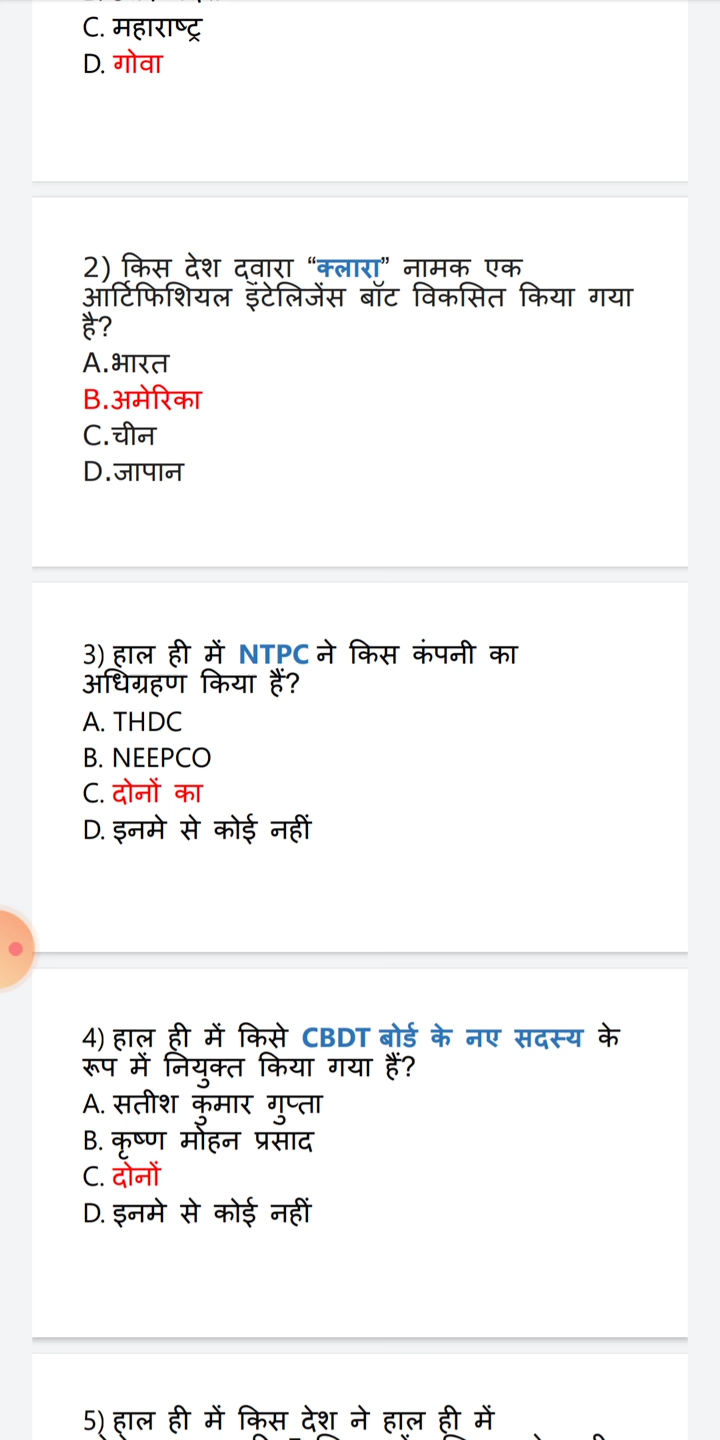 C. महाराष्ट्र
D. गोवा
2) किस देश द्वारा “क्लारा” नामक एक
आर्टिफिशियल इंटेलिजेंस बॉट विकसित किया गया
है?
A.भारत
B.अमेरिका
C.चीन
D.जापान
3) हाल ही में NTPC ने किस कंपनी का
अधिग्रहण किया हैं?
A. THDC
B. NEEPCO
C. दोनों का
D. इनमे से कोई नहीं
4) हाल ही में किसे CBDT बोर्ड के नए सदस्य के
रूप में नियुक्त किया गया हैं?
A. सतीश कुमार गुप्ता
B. कृष्ण मोहन प्रसाद
C. दोनों
D. इनमे से कोई नहीं
5) हाल ही में किस देश ने हाल ही में